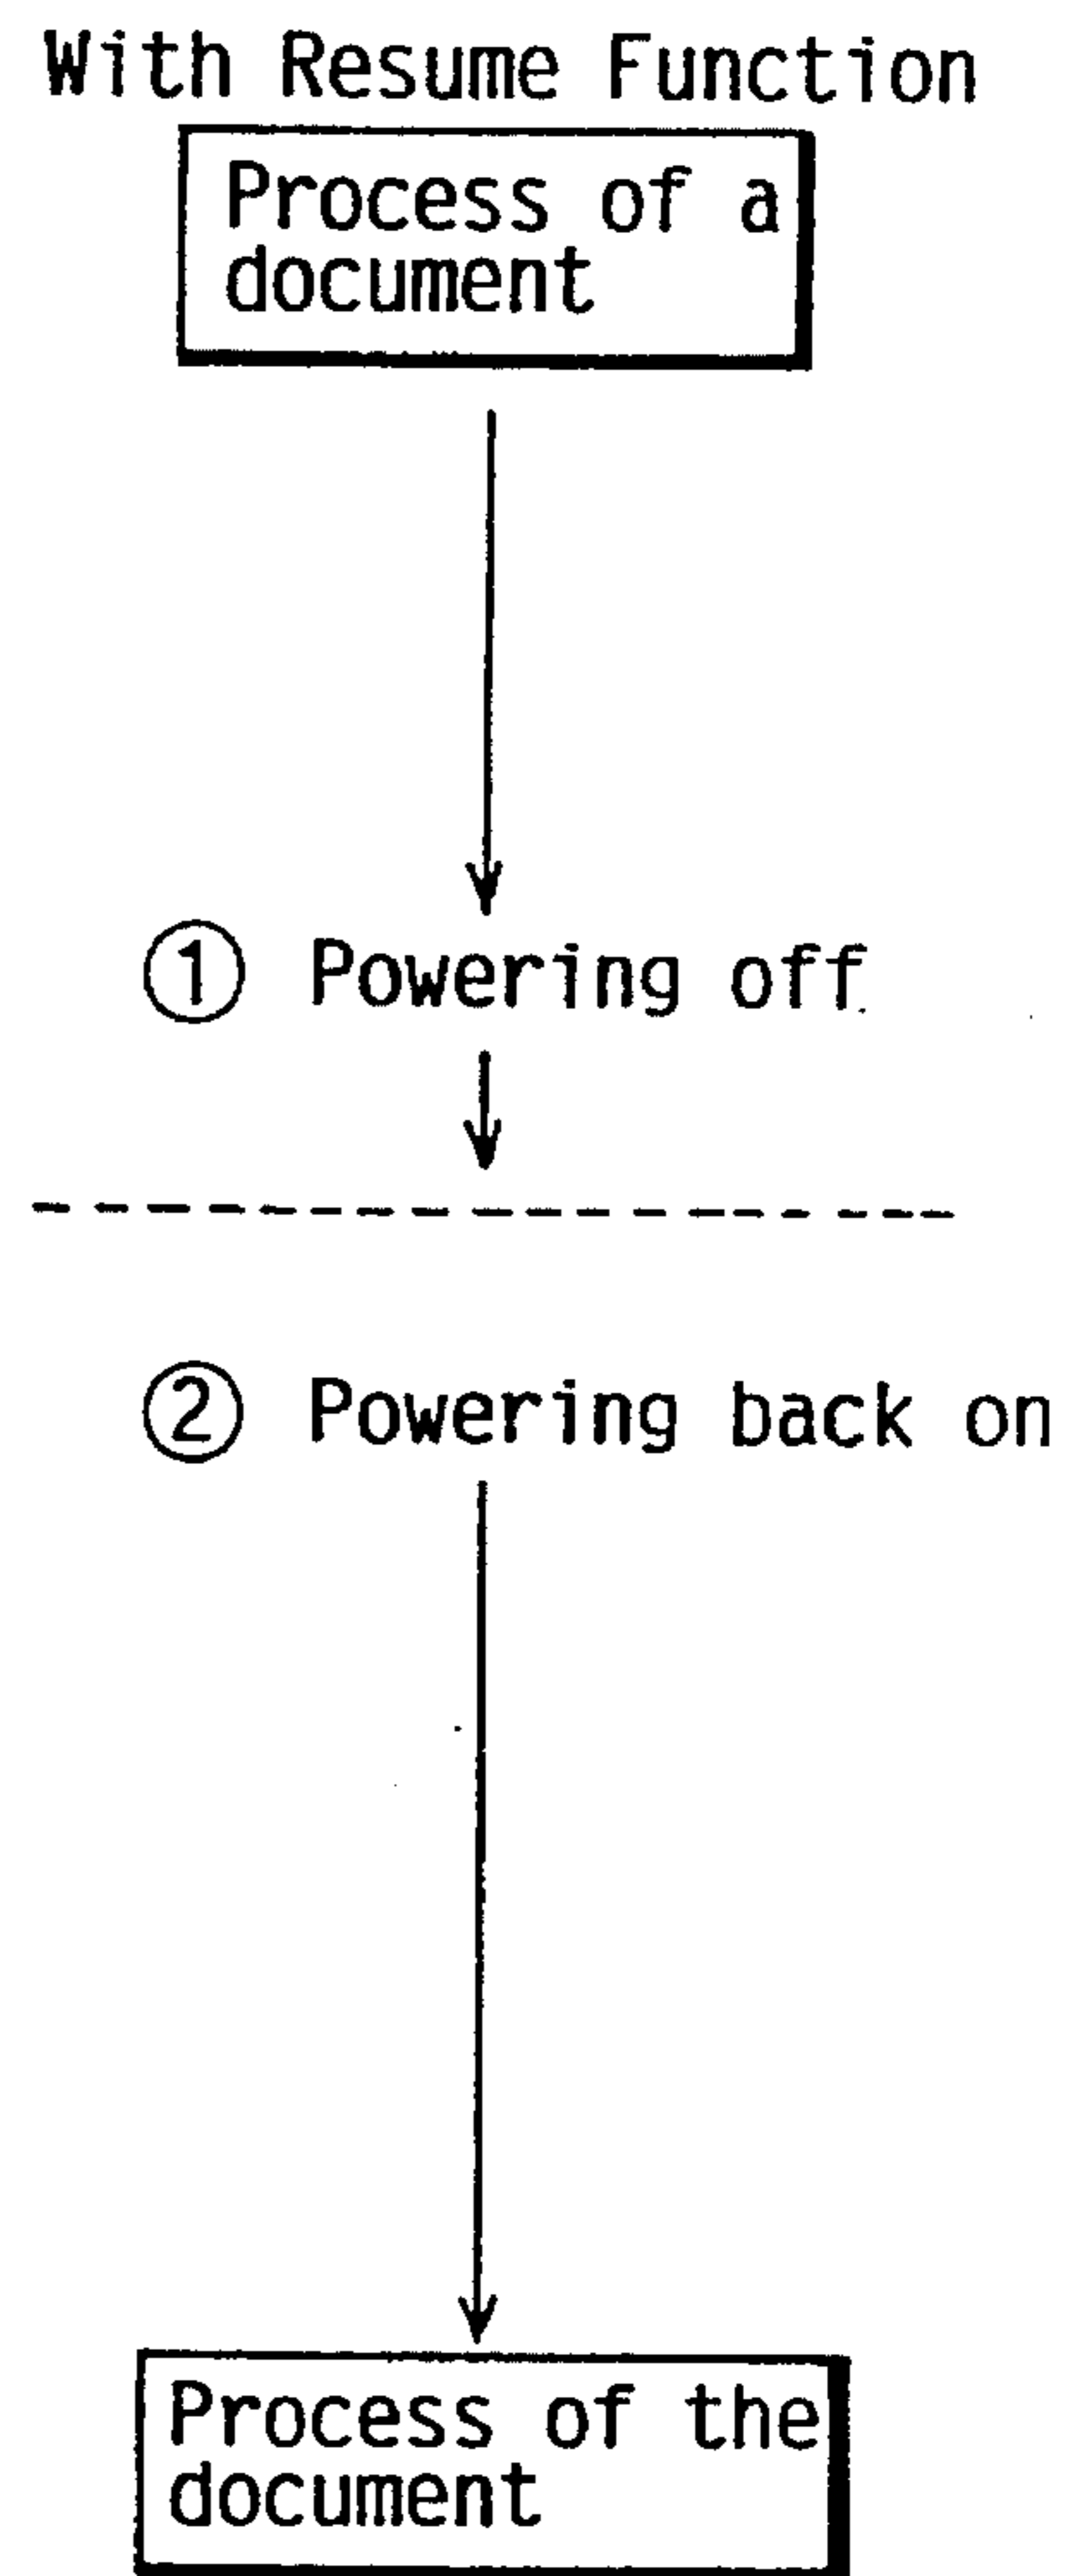 With Resume Function
Process of a
document
① Powering off
② Powering back on
Process of the
document